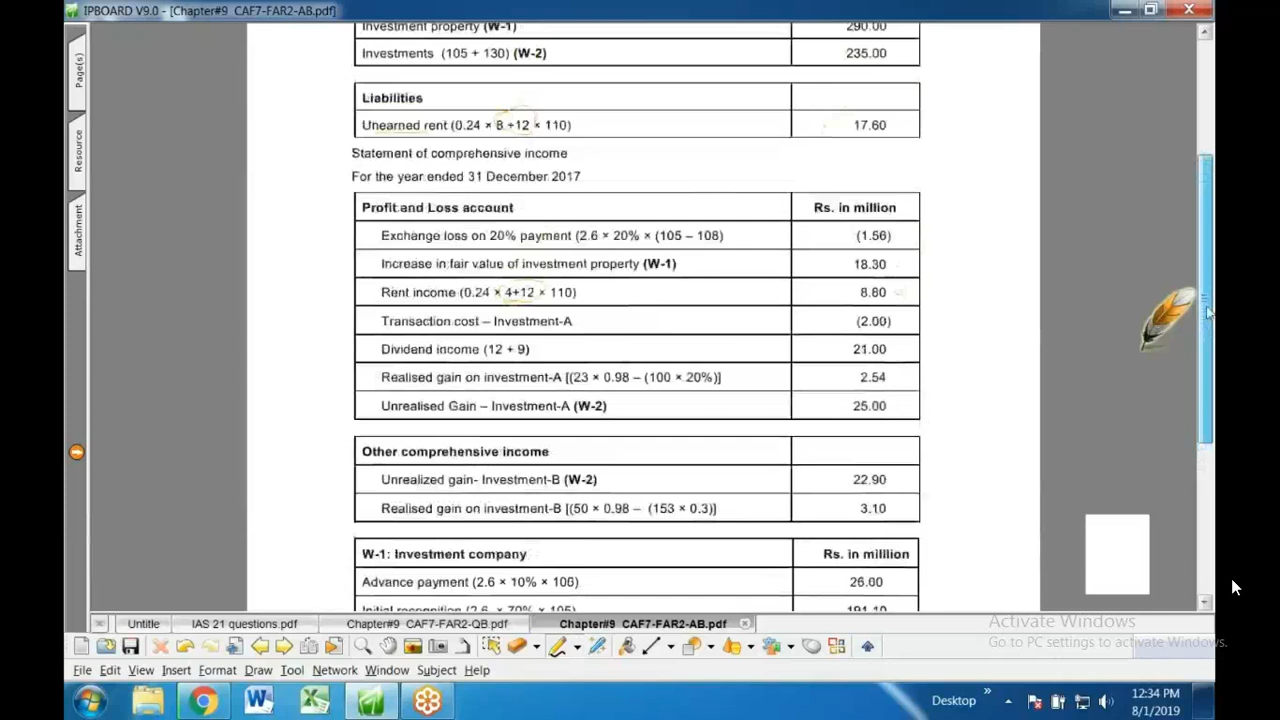 IPBOARD V9.0 - [Chapter#9_CAF7-FAR2-AB.pdf]
Page(s)
Resource
Attachment
Investment property (W-1) 290.00
Investments (105 + 130) (W-2) 235.00
Liabilities
Unearned rent (0.24 × 8 ÷12 × 110) 17.60
Statement of comprehensive income
For the year ended 31 December 2017
Profit and Loss account Rs. in million
Exchange loss on 20% payment (2.6 × 20% × (105 – 108) (1.56)
Increase in fair value of investment property (W-1) 18.30
Rent income (0.24 × 4÷12 × 110) 8.80
Transaction cost – Investment-A (2.00)
Dividend income (12 + 9) 21.00
Realised gain on investment-A [(23 × 0.98 – (100 × 20%)] 2.54
Unrealised Gain – Investment-A (W-2) 25.00
Other comprehensive income
Unrealized gain- Investment-B (W-2) 22.90
Realised gain on investment-B [(50 × 0.98 – (153 × 0.3)] 3.10
W-1: Investment company Rs. in milllion
Advance payment (2.6 × 10% × 100) 26.00
Initial recognition (2.6 × 70% × 105) 191.10
Untitle
IAS 21 questions.pdf
Chapter#9_CAF7-FAR2-QB.pdf
Chapter#9_CAF7-FAR2-AB.pdf
Activate Windows
Go to PC settings to activate Windows.
File Edit View Insert Format Draw Tool Network Window Subject Help
Desktop
12:34 PM
8/1/2019